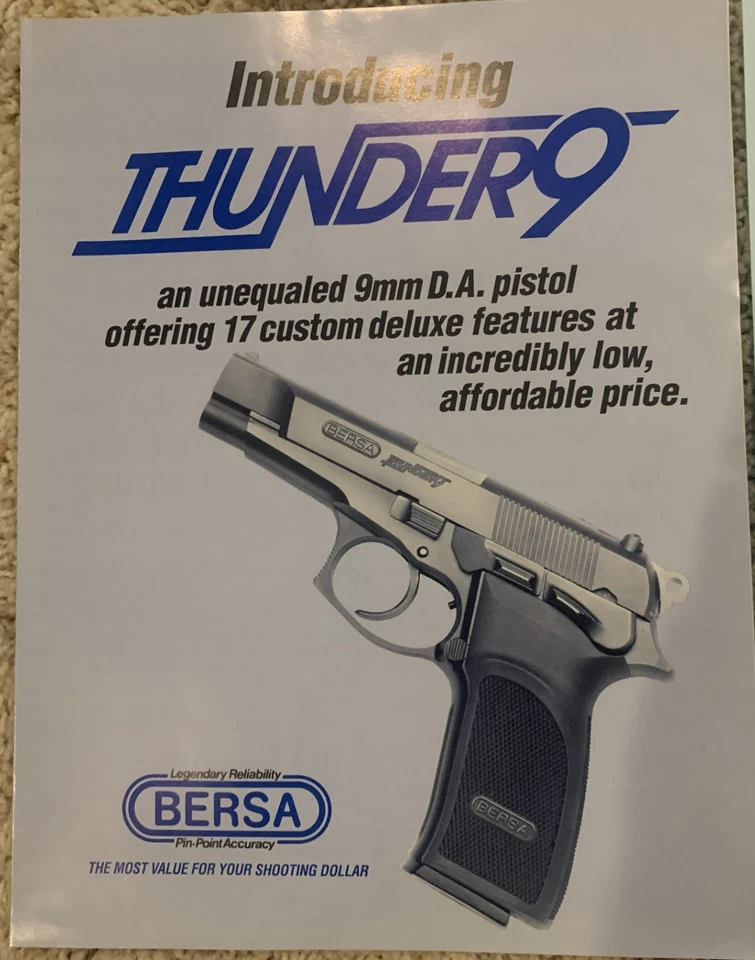 Introducing
THUNDER9
an unequaled 9mm D.A. pistol
offering 17 custom deluxe features at
an incredibly low,
affordable price.
BERSA
THUNDER9
BERSA
Legendary Reliability
BERSA
Pin-Point Accuracy
THE MOST VALUE FOR YOUR SHOOTING DOLLAR